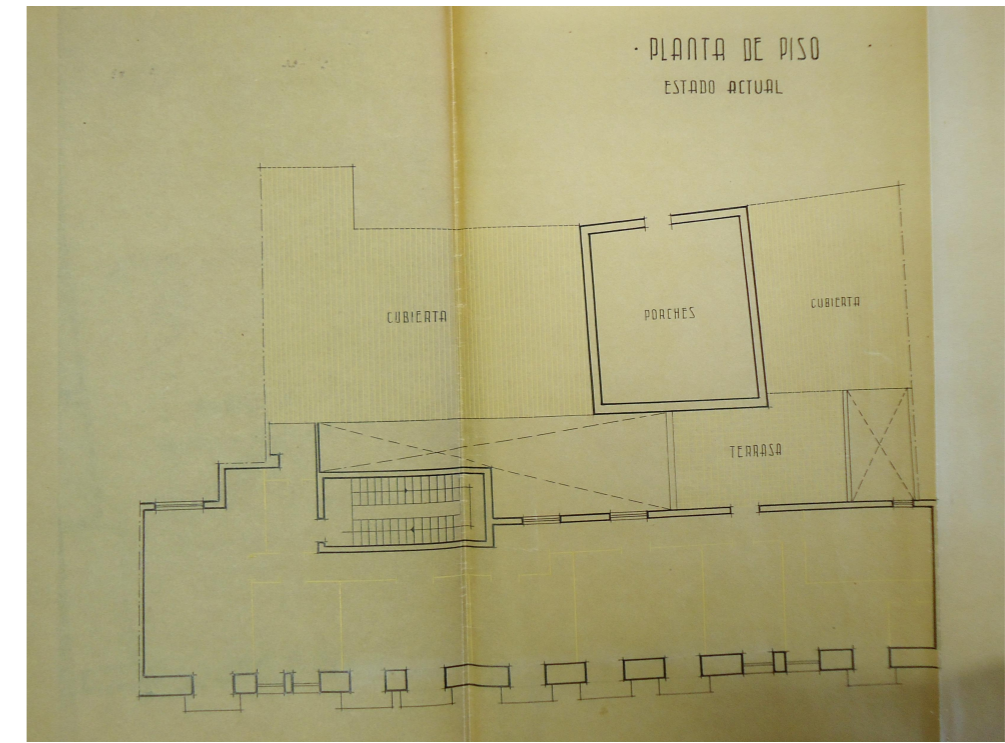 · PLANTA DE PISO
ESTADO ACTUAL
CUBIERTA
PORCHES
CUBIERTA
TERRASA